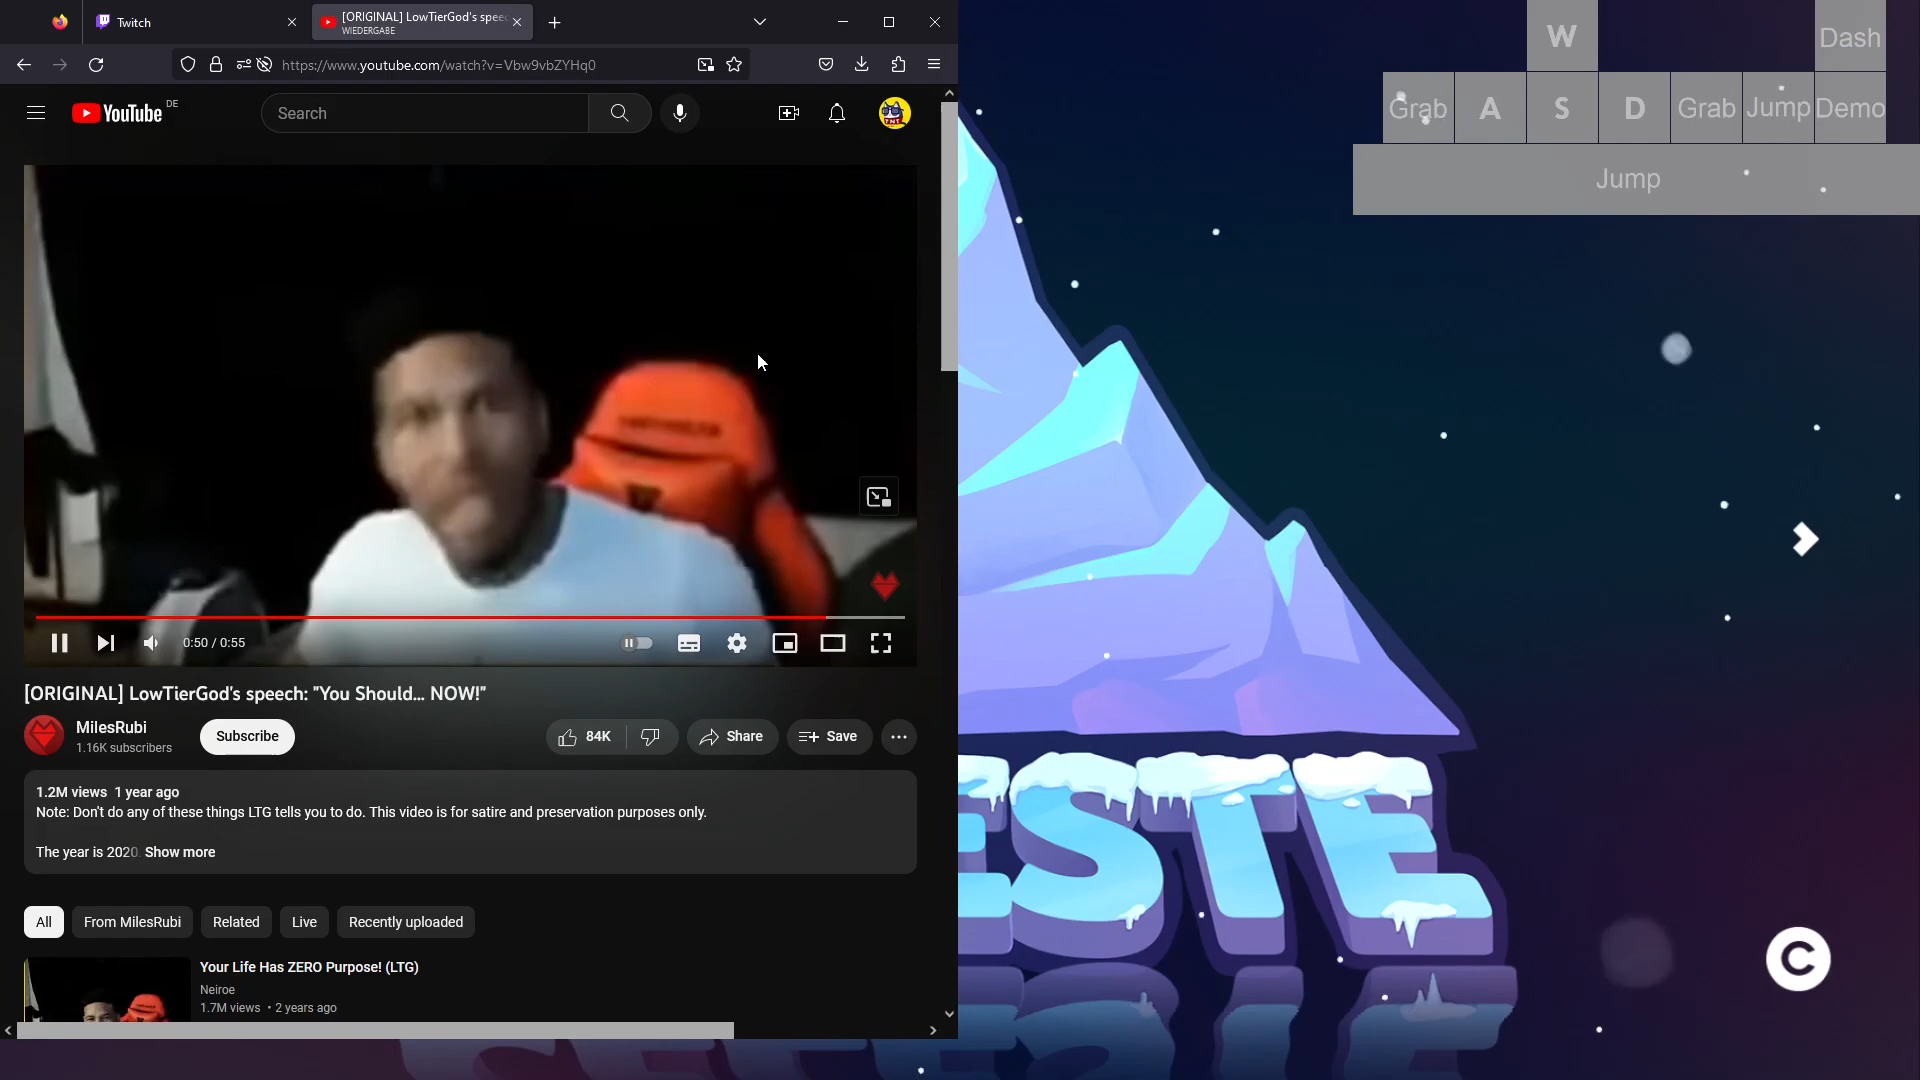 Twitch
[ORIGINAL] LowTierGod's spee
WIEDERGABE
https://www.youtube.com/watch?v=Vbw9vbZYHq0
YouTube DE
Search
0:50 / 0:55
[ORIGINAL] LowTierGod's speech: "You Should... NOW!"
MilesRubi
1.16K subscribers
Subscribe
84K
Share
Save
1.2M views 1 year ago
Note: Don't do any of these things LTG tells you to do. This video is for satire and preservation purposes only.
The year is 2020. Show more
All
From MilesRubi
Related
Live
Recently uploaded
Your Life Has ZERO Purpose! (LTG)
Neiroe
1.7M views • 2 years ago
W
Dash
Grab
A
S
D
Grab
Jump
Demo
Jump
ESTE
C